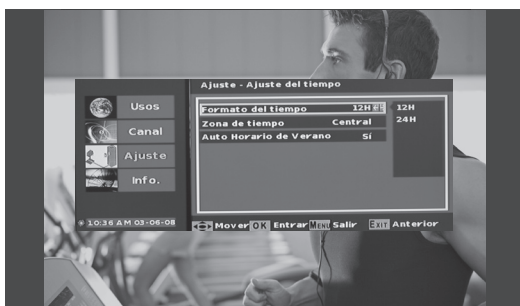 Ajuste - Ajuste del tiempo
Usos
Canal
Ajuste
Info.
Formato del tiempo 12H
Zona de tiempo Central
Auto Horario de Verano Sí
12H
24H
10:36 AM 03-06-08
Mover OK Entrar MENU Salir EXIT Anterior